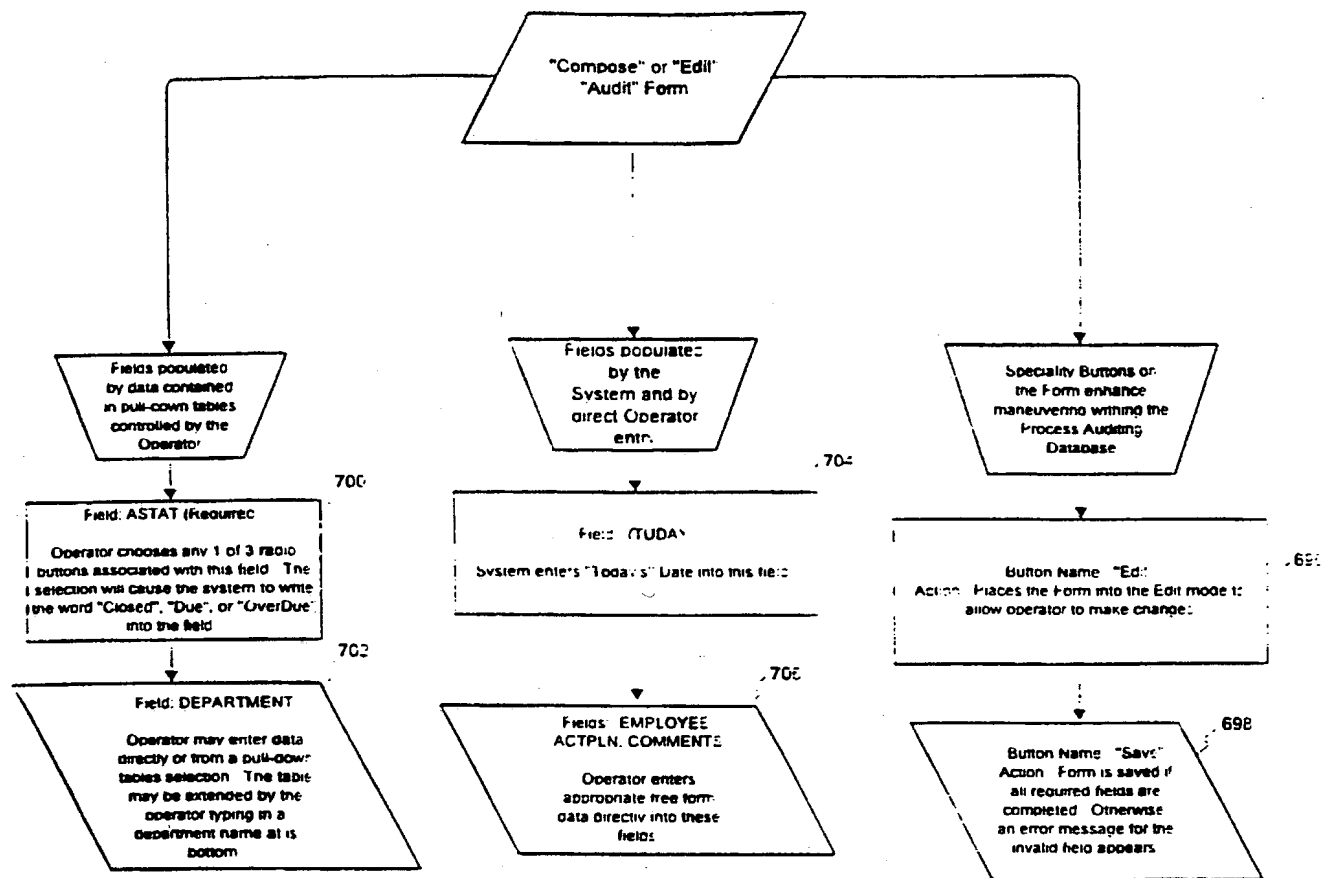 "Compose" or "Edit"
"Audit" Form
Fields populated
by data contained
in pull-down tables
controlled by the
Operator
Fields populated
by the
System and by
direct Operator
entry
Speciality Buttons on
the Form enhance
maneuvering withing the
Process Auditing
Database
700
Field: ASTAT (Required
Operator chooses any 1 of 3 radio
buttons associated with this field The
selection will cause the system to write
the word "Closed", "Due", or "OverDue"
into the field
704
Field (TUDAY
System enters "Today's" Date into this field
Button Name "Edit
Action Places the Form into the Edit mode to
allow operator to make changes
702
Field: DEPARTMENT
Operator may enter data
directly or from a pull-down
tables selection The table
may be extended by the
operator typing in a
department name at is
bottom
Fields: EMPLOYEE
ACTPLN, COMMENTS
Operator enters
appropriate free form
data directly into these
fields
698
Button Name "Save"
Action Form is saved if
all required fields are
completed Otherwise
an error message for the
invalid field appears